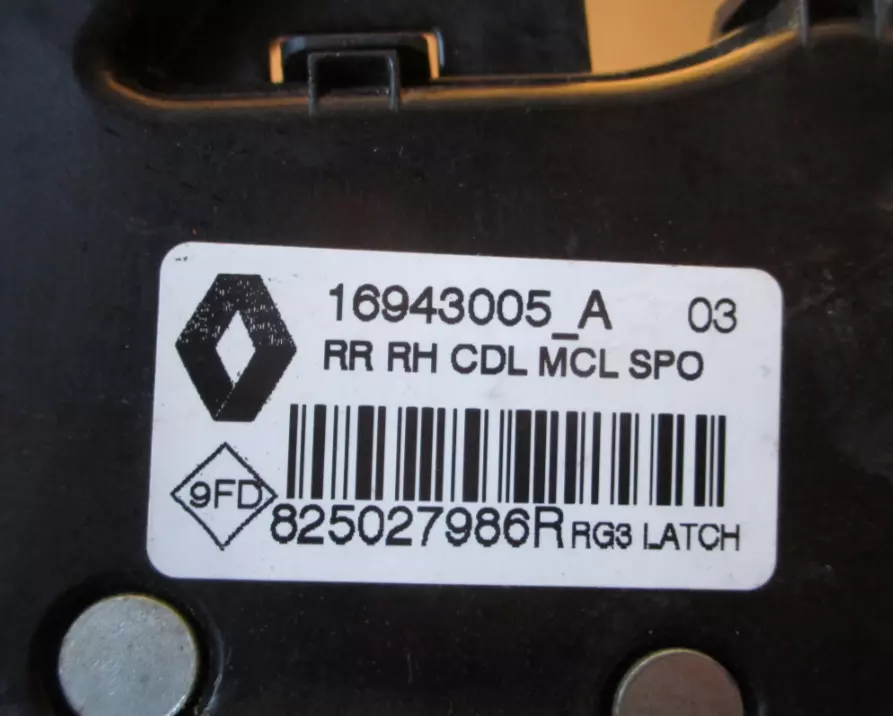 16943005_A 03
RR RH CDL MCL SPO
9FD
825027986R RG3 LATCH